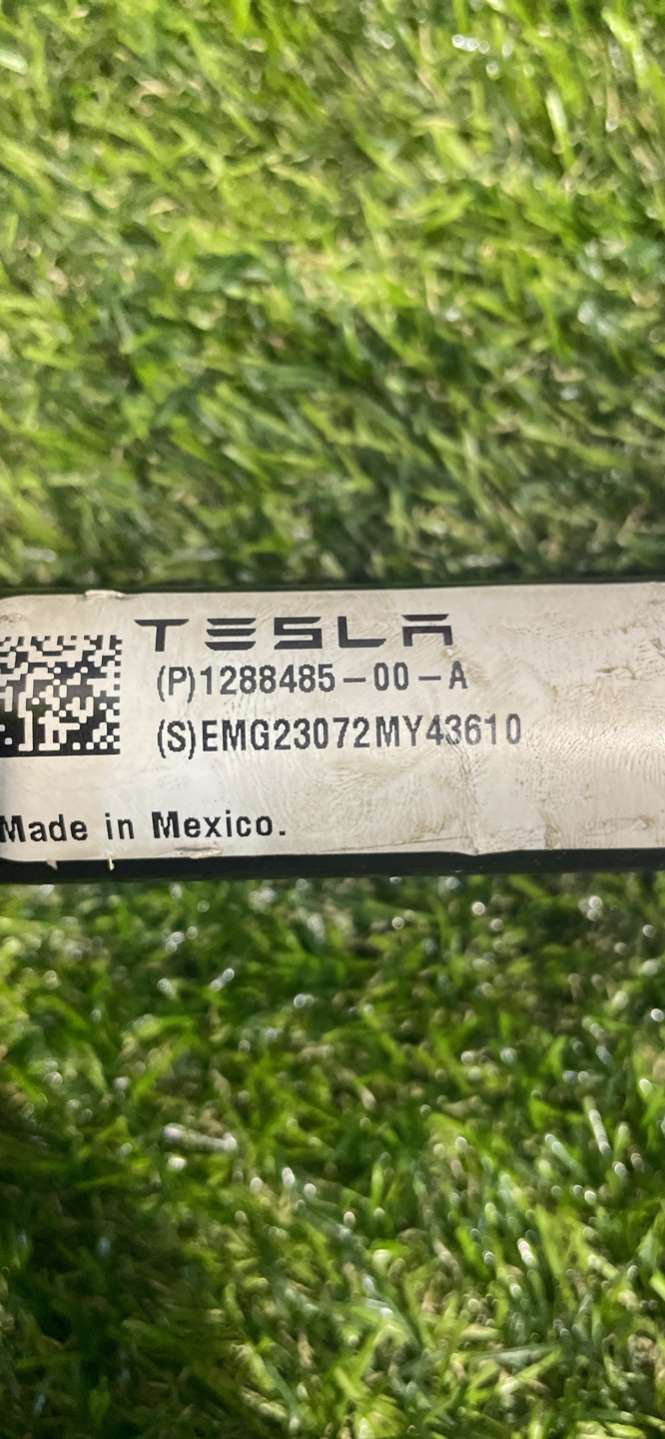 TESLA
(P)1288485-00-A
(S)EMG23072MY43610
Made in Mexico.